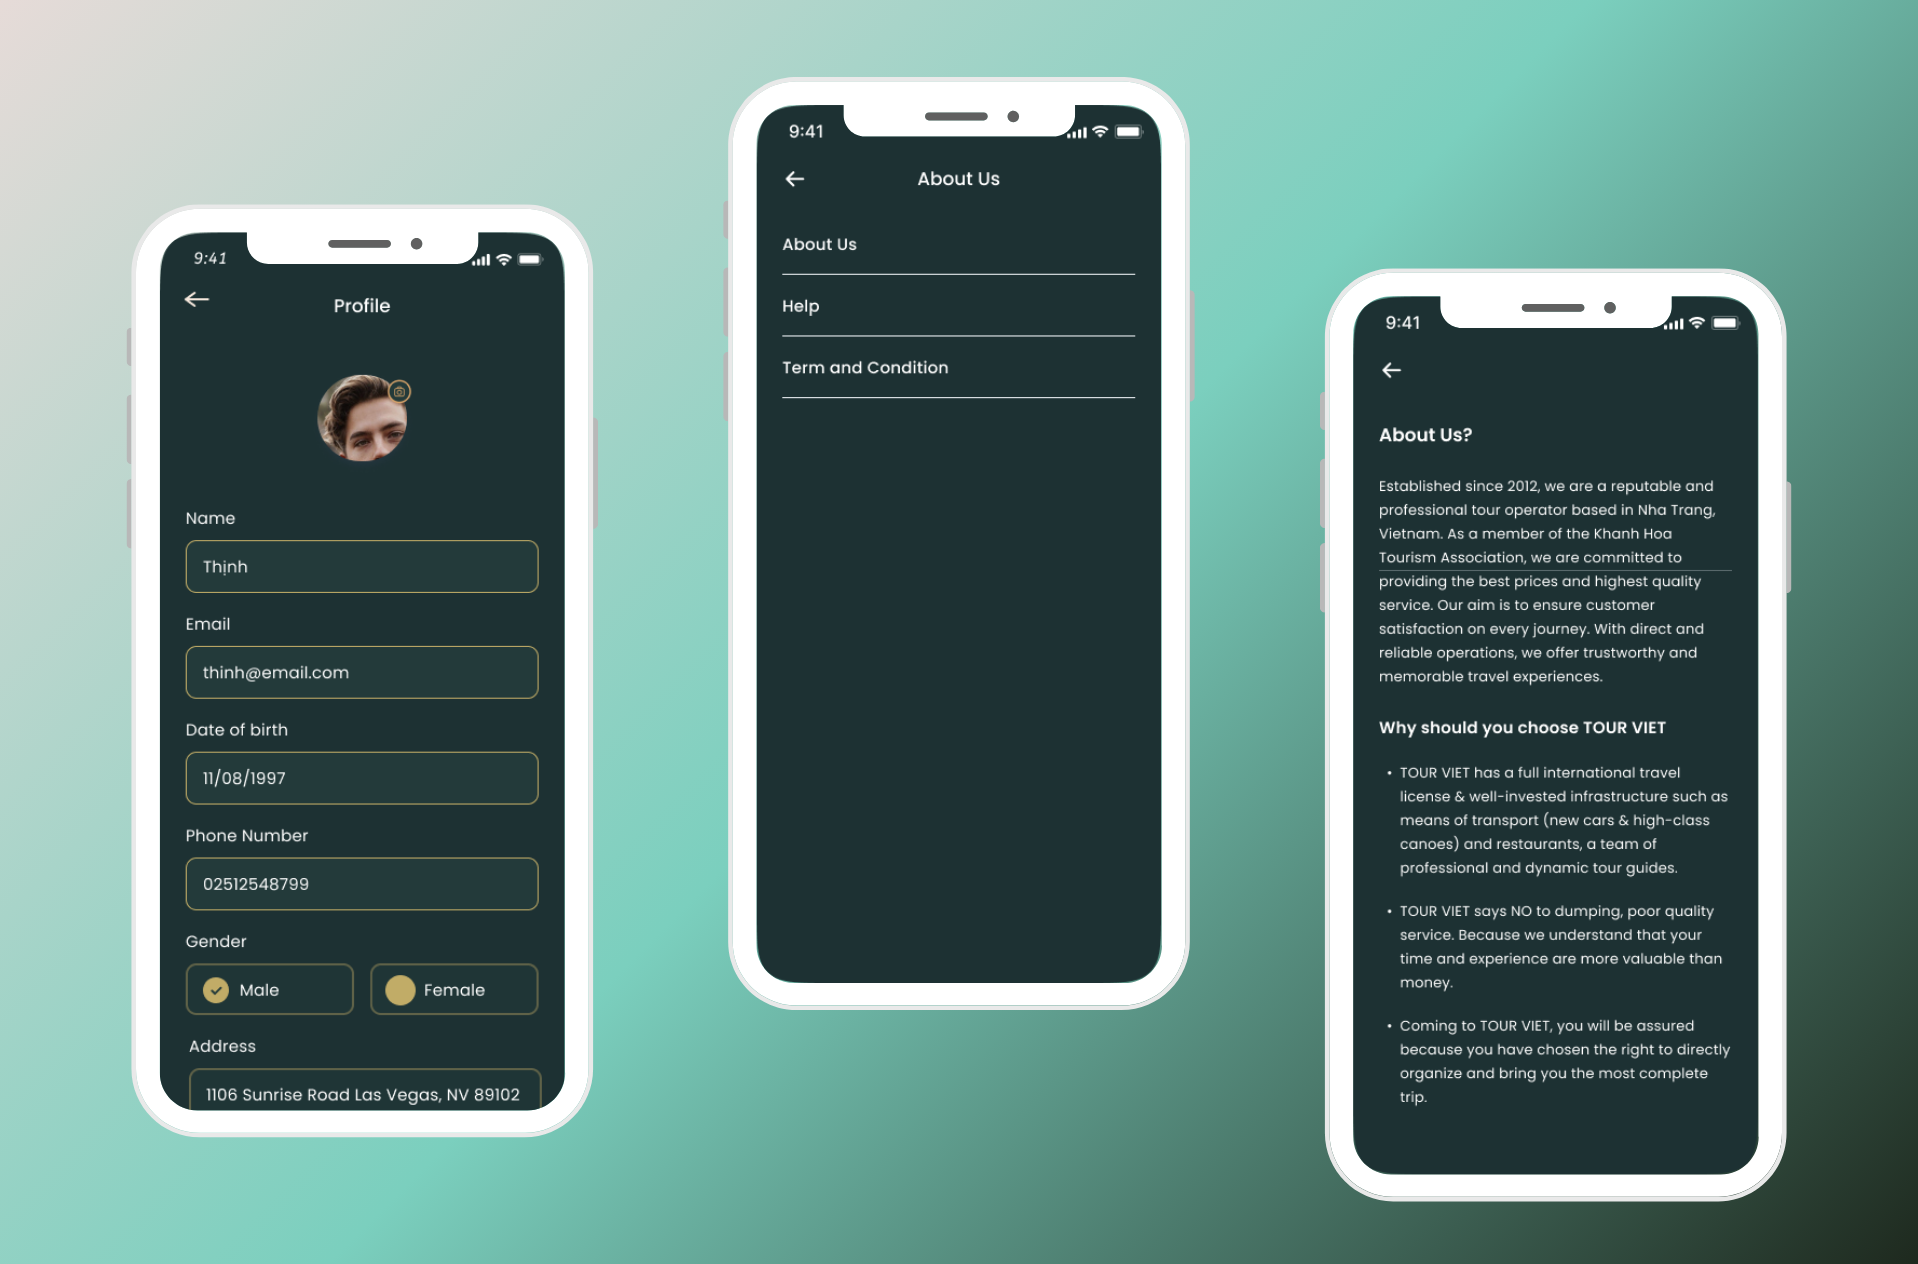 9:41
Profile
Name
Thịnh
Email
thinh@email.com
Date of birth
11/08/1997
Phone Number
02512548799
Gender
Male
Female
Address
1106 Sunrise Road Las Vegas, NV 89102
9:41
About Us
About Us
Help
Term and Condition
9:41
About Us?
Established since 2012, we are a reputable and
professional tour operator based in Nha Trang,
Vietnam. As a member of the Khanh Hoa
Tourism Association, we are committed to
providing the best prices and highest quality
service. Our aim is to ensure customer
satisfaction on every journey. With direct and
reliable operations, we offer trustworthy and
memorable travel experiences.
Why should you choose TOUR VIET
• TOUR VIET has a full international travel
license & well-invested infrastructure such as
means of transport (new cars & high-class
canoes) and restaurants, a team of
professional and dynamic tour guides.
• TOUR VIET says NO to dumping, poor quality
service. Because we understand that your
time and experience are more valuable than
money.
• Coming to TOUR VIET, you will be assured
because you have chosen the right to directly
organize and bring you the most complete
trip.